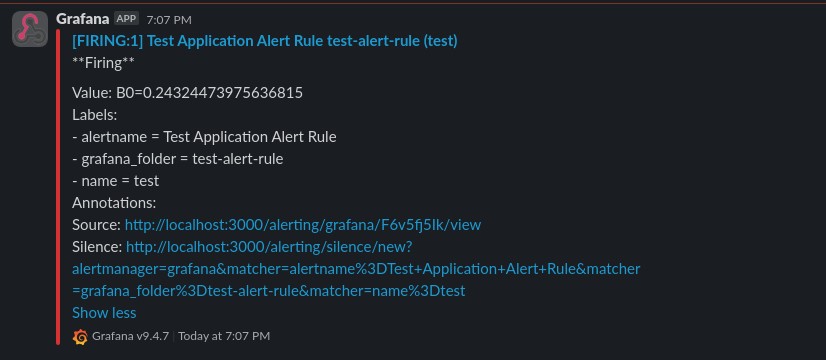 Grafana APP 7:07 PM
[FIRING:1] Test Application Alert Rule test-alert-rule (test)
**Firing**
Value: B0=0.24324473975636815
Labels:
- alertname = Test Application Alert Rule
- grafana_folder = test-alert-rule
- name = test
Annotations:
Source: http://localhost:3000/alerting/grafana/F6v5fj5Ik/view
Silence: http://localhost:3000/alerting/silence/new?
alertmanager=grafana&matcher=alertname%3DTest+Application+Alert+Rule&matcher
=grafana_folder%3Dtest-alert-rule&matcher=name%3Dtest
Show less
Grafana v9.4.7 | Today at 7:07 PM